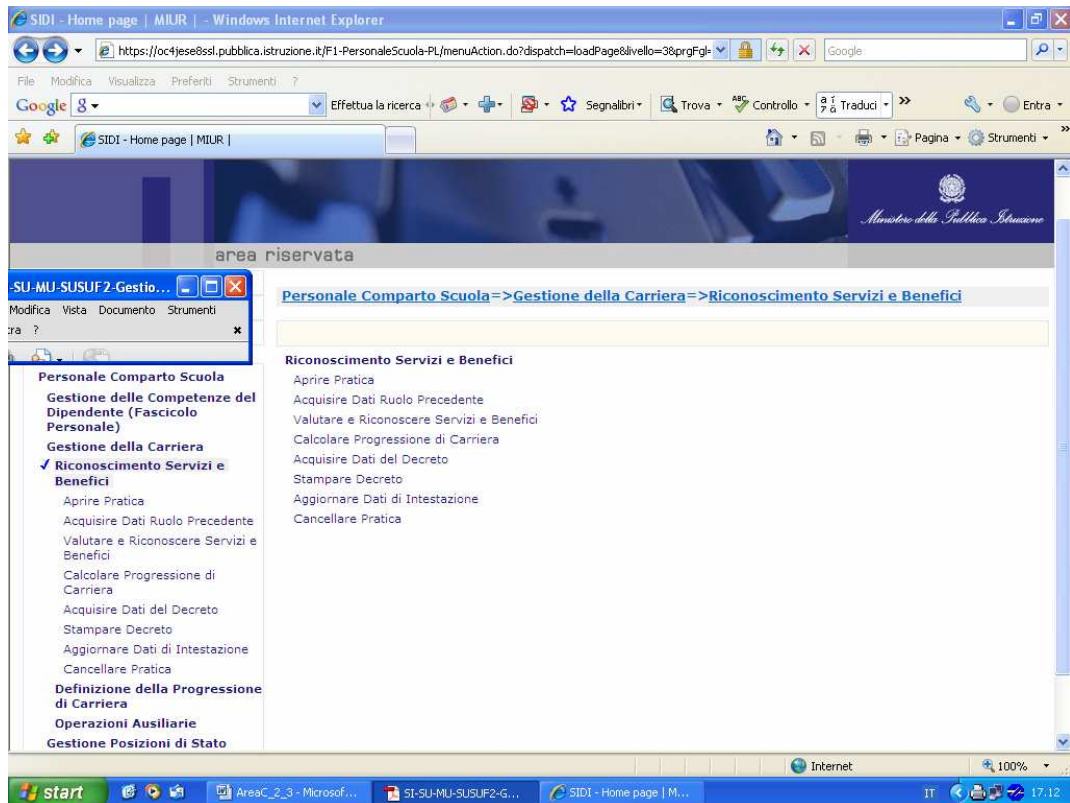 SIDI - Home page | MIUR | - Windows Internet Explorer
https://oc4jese8ssl.pubblica.istruzione.it/F1-PersonaleScuola-PL/menuAction.do?dispatch=loadPage&livello=3&prgFgl=
Google
File Modifica Visualizza Preferiti Strumenti ?
Google Effettua la ricerca Segnalibri Trova Controllo Traduci Entra
SIDI - Home page | MIUR | Pagina Strumenti
Ministero della Pubblica Istruzione
area riservata
-SU-MU-SUSUF2-Gestio...
Modifica Vista Documento Strumenti
tra ?
Personale Comparto Scuola=>Gestione della Carriera=>Riconoscimento Servizi e Benefici
Riconoscimento Servizi e Benefici
Aprire Pratica
Acquisire Dati Ruolo Precedente
Valutare e Riconoscere Servizi e Benefici
Calcolare Progressione di Carriera
Acquisire Dati del Decreto
Stampare Decreto
Aggiornare Dati di Intestazione
Cancellare Pratica
Personale Comparto Scuola
Gestione delle Competenze del
Dipendente (Fascicolo
Personale)
Gestione della Carriera
Riconoscimento Servizi e
Benefici
Aprire Pratica
Acquisire Dati Ruolo Precedente
Valutare e Riconoscere Servizi e
Benefici
Calcolare Progressione di
Carriera
Acquisire Dati del Decreto
Stampare Decreto
Aggiornare Dati di Intestazione
Cancellare Pratica
Definizione della Progressione
di Carriera
Operazioni Ausiliarie
Gestione Posizioni di Stato
Internet 100%
start AreaC_2_3 - Microsof... SI-SU-MU-SUSUF2-G... SIDI - Home page | M... IT 17.12